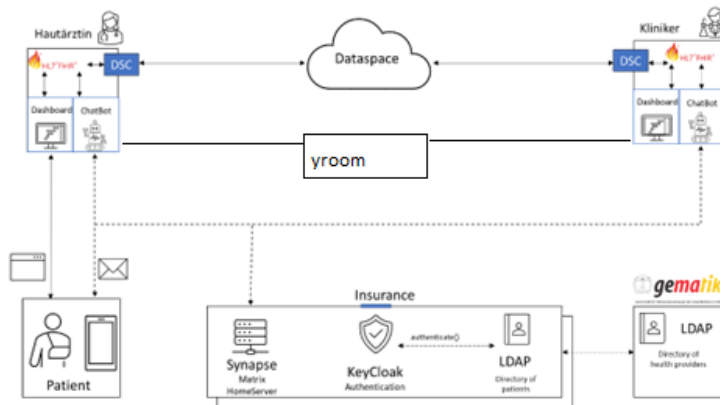 Hautärztin
Kliniker
HL7 FHIR
DSC
Dataspace
DSC
HL7 FHIR
Dashboard
ChatBot
Dashboard
ChatBot
yroom
Insurance
gematik
Synapse
Matrix
HomeServer
KeyCloak
Authentication
authenticate()
LDAP
Directory of
patients
LDAP
Directory of
health providers
Patient